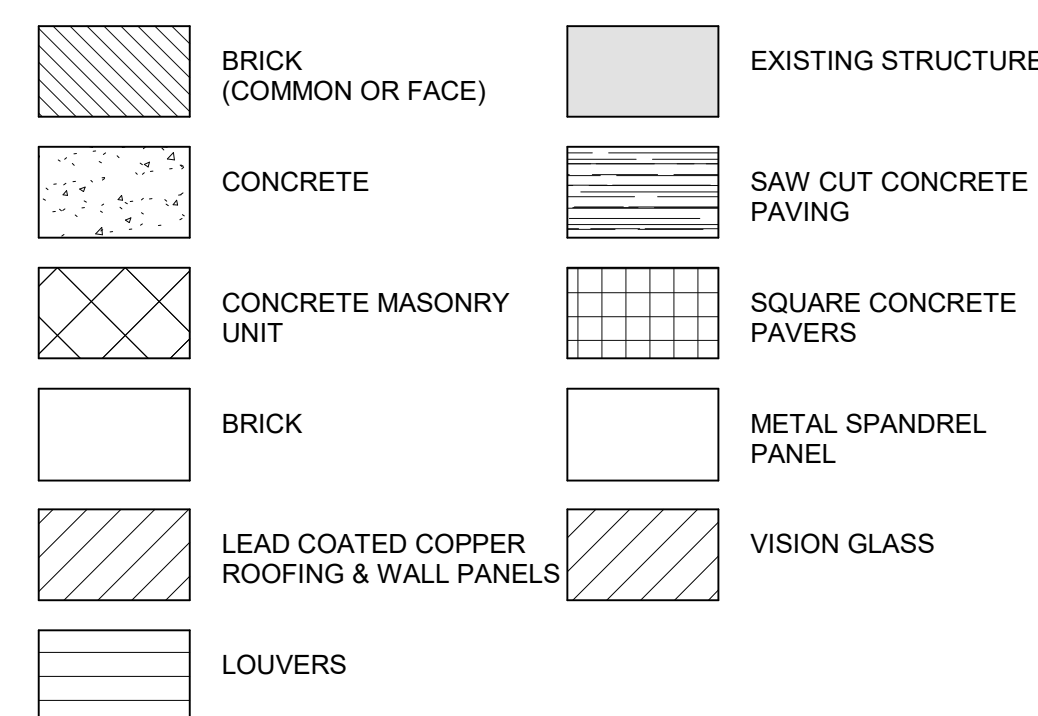 BRICK
(COMMON OR FACE)
CONCRETE
CONCRETE MASONRY
UNIT
BRICK
LEAD COATED COPPER
ROOFING & WALL PANELS
LOUVERS
EXISTING STRUCTURE
SAW CUT CONCRETE
PAVING
SQUARE CONCRETE
PAVERS
METAL SPANDREL
PANEL
VISION GLASS